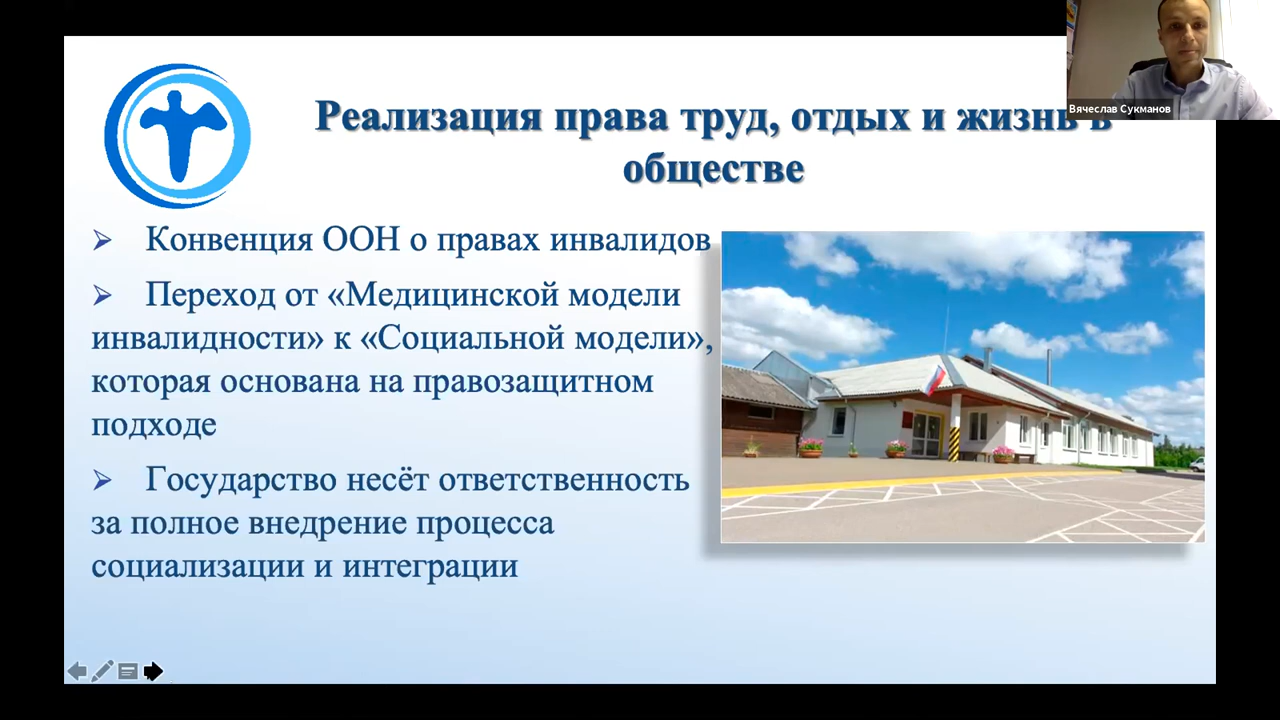 Реализация права труд, отдых и жизнь в
обществе
Вячеслав Сукманов
Конвенция ООН о правах инвалидов
Переход от «Медицинской модели
инвалидности» к «Социальной модели»,
которая основана на правозащитном
подходе
Государство несёт ответственность
за полное внедрение процесса
социализации и интеграции